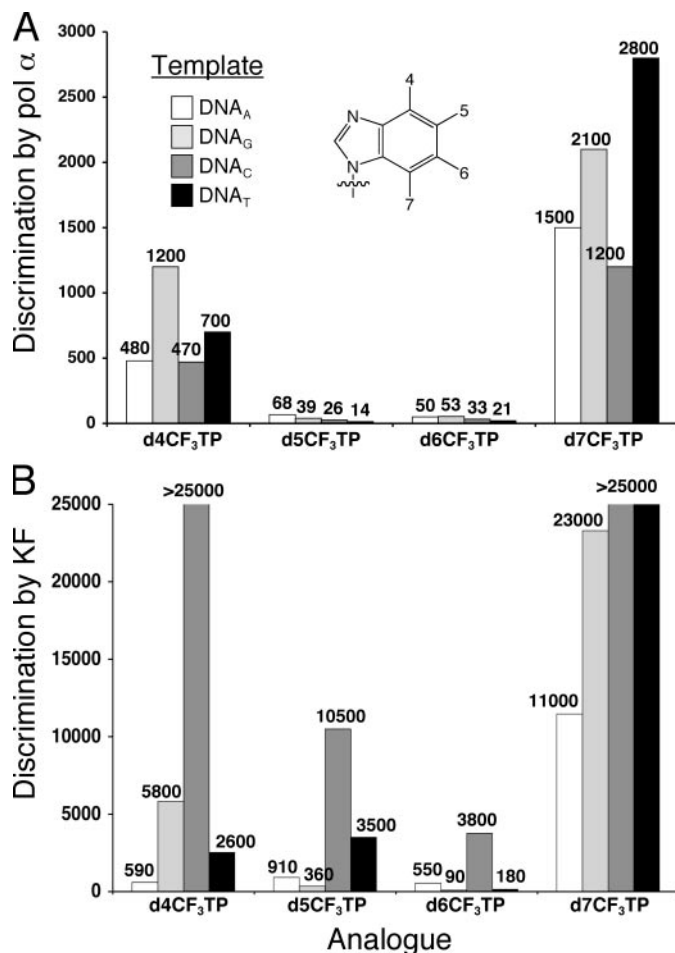 A
Discrimination by pol α
3000
2500
2000
1500
1000
500
0
Template
DNA_A
DNA_G
DNA_C
DNA_T
4
5
6
7
N
N
480
1200
470
700
68
39
26
14
50
53
33
21
1500
2100
1200
2800
d4CF₃TP
d5CF₃TP
d6CF₃TP
d7CF₃TP
B
Discrimination by KF
25000
20000
15000
10000
5000
0
590
5800
>25000
2600
910
360
10500
3500
550
90
3800
180
11000
23000
>25000
d4CF₃TP
d5CF₃TP
d6CF₃TP
d7CF₃TP
Analogue